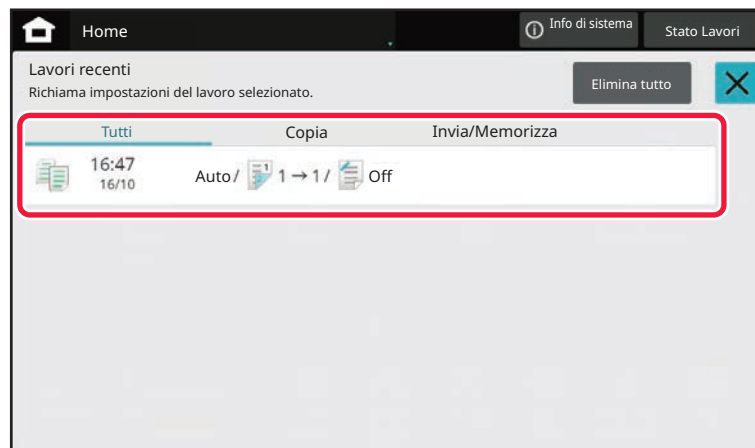 Home
Info di sistema
Stato Lavori
Lavori recenti
Richiama impostazioni del lavoro selezionato.
Elimina tutto
Tutti Copia Invia/Memorizza
16:47
16/10
Auto / 1 1 → 1 / Off